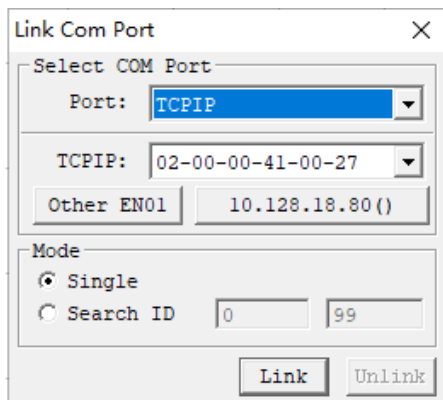 Link Com Port
Select COM Port
Port: TCPIP
TCPIP: 02-00-00-41-00-27
Other EN01 10.128.18.80()
Mode
Single
Search ID 0 99
Link Unlink